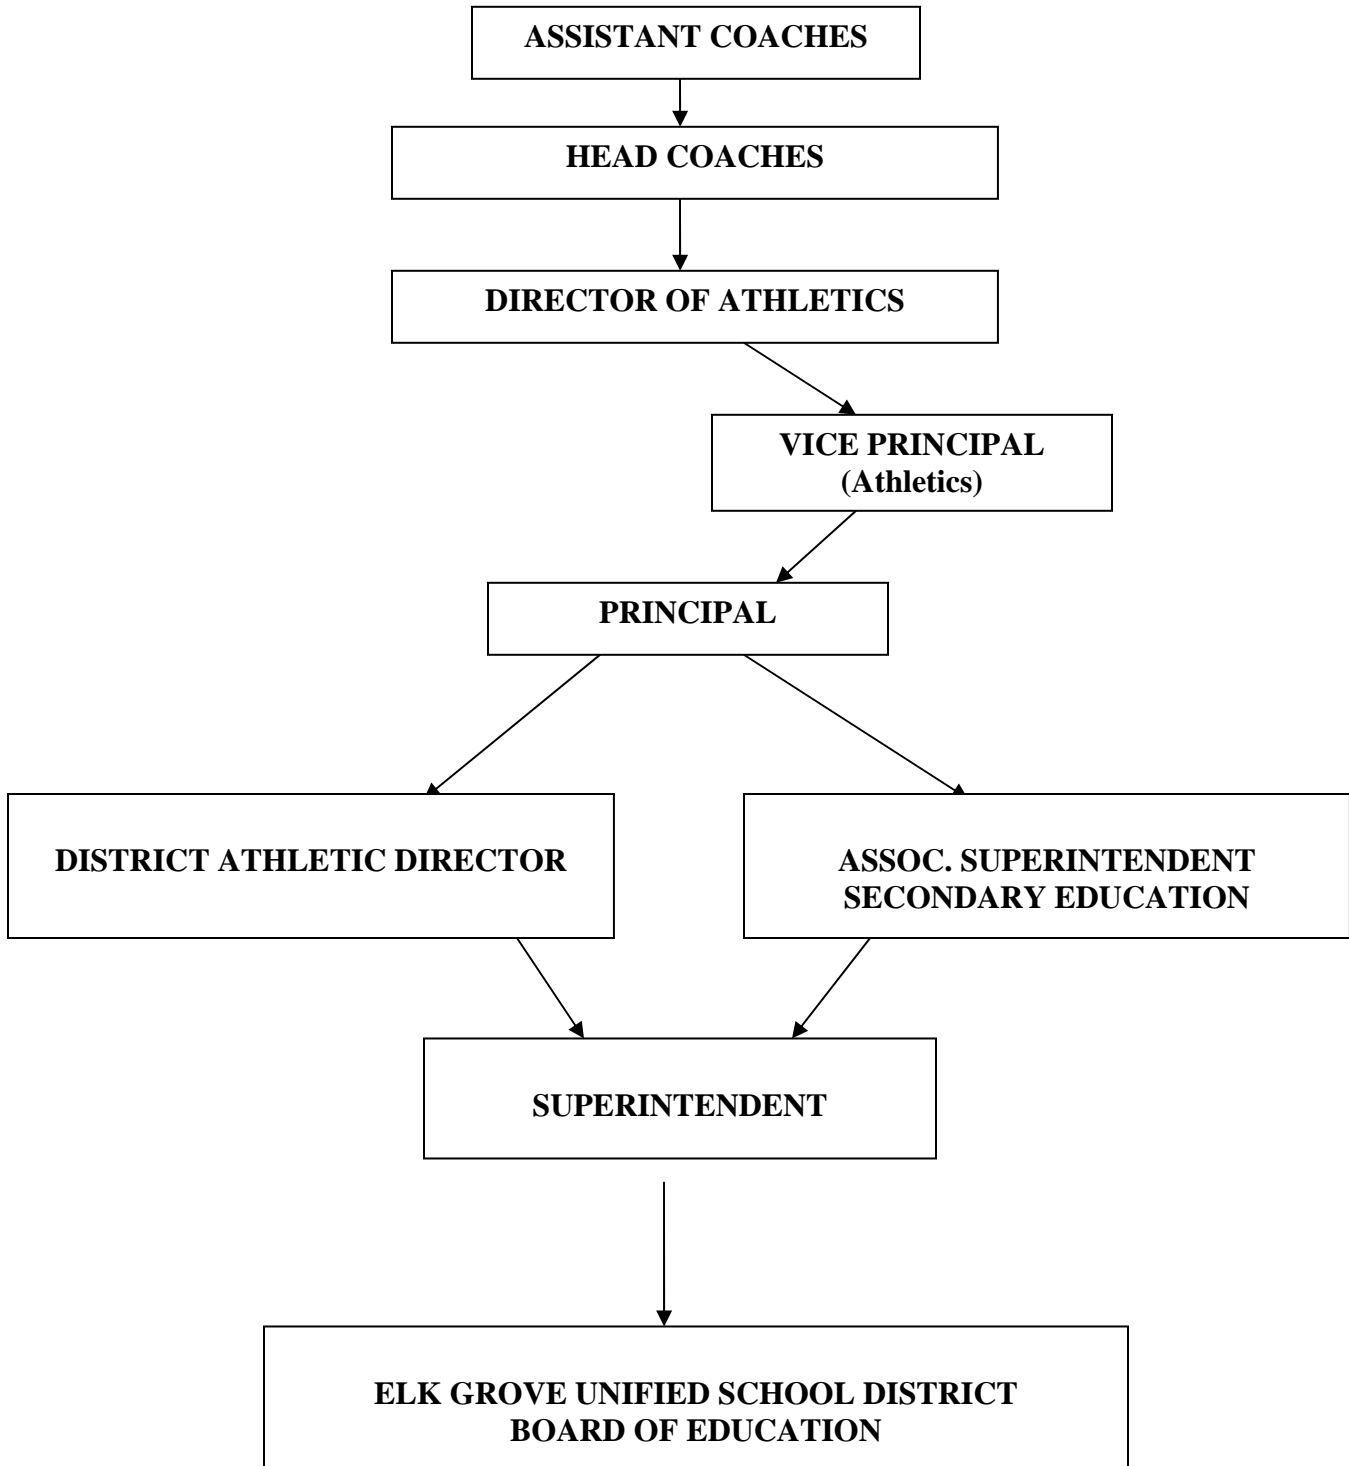 ASSISTANT COACHES
HEAD COACHES
DIRECTOR OF ATHLETICS
VICE PRINCIPAL
(Athletics)
PRINCIPAL
DISTRICT ATHLETIC DIRECTOR
ASSOC. SUPERINTENDENT
SECONDARY EDUCATION
SUPERINTENDENT
ELK GROVE UNIFIED SCHOOL DISTRICT
BOARD OF EDUCATION